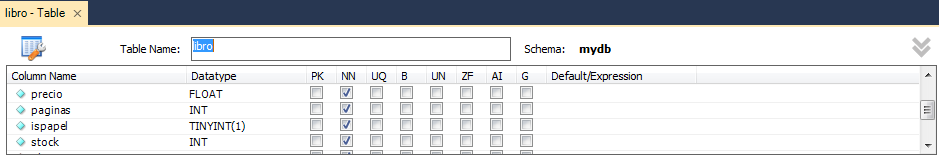 libro - Table
Table Name: libro Schema: mydb
Column Name Datatype PK NN UQ B UN ZF AI G Default/Expression
precio FLOAT
paginas INT
ispapel TINYINT(1)
stock INT